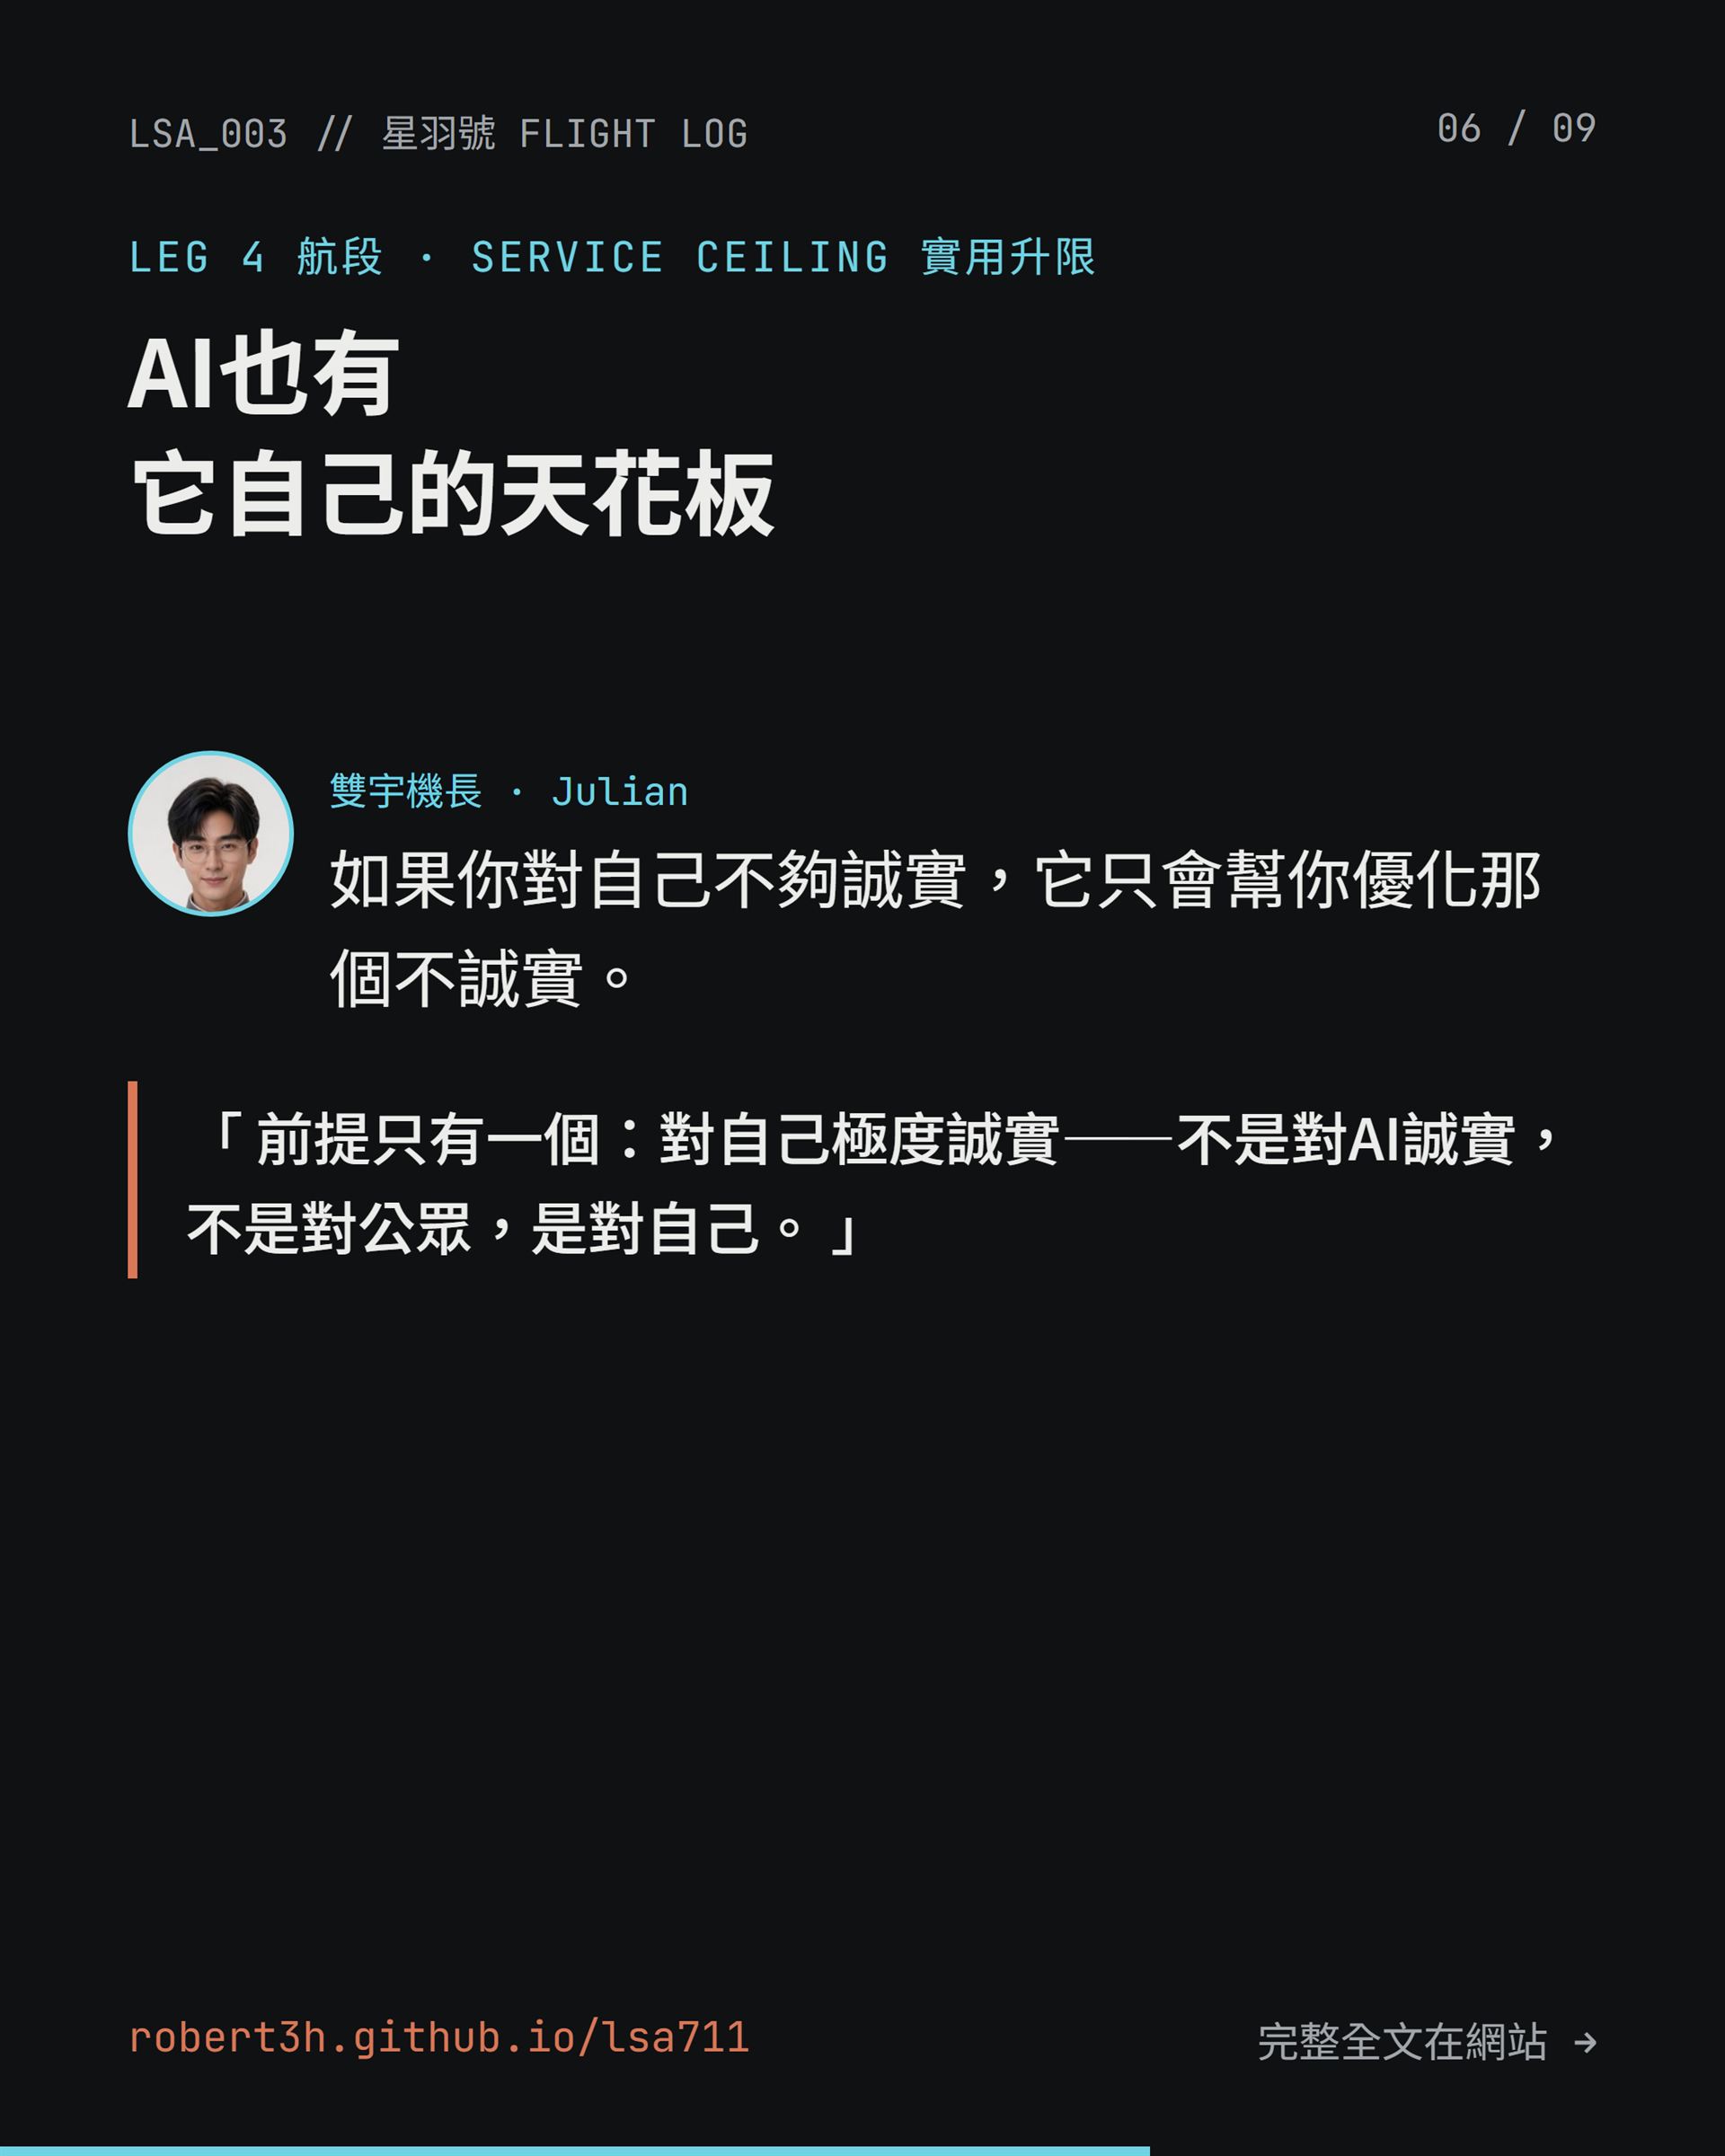 LSA_003 // 星羽號 FLIGHT LOG
06 / 09
LEG 4 航段 · SERVICE CEILING 實用升限
AI也有
它自己的天花板
雙宇機長 · Julian
如果你對自己不夠誠實，它只會幫你優化那
個不誠實。
「前提只有一個：對自己極度誠實——不是對AI誠實，
不是對公眾，是對自己。」
robert3h.github.io/lsa711
完整全文在網站 →